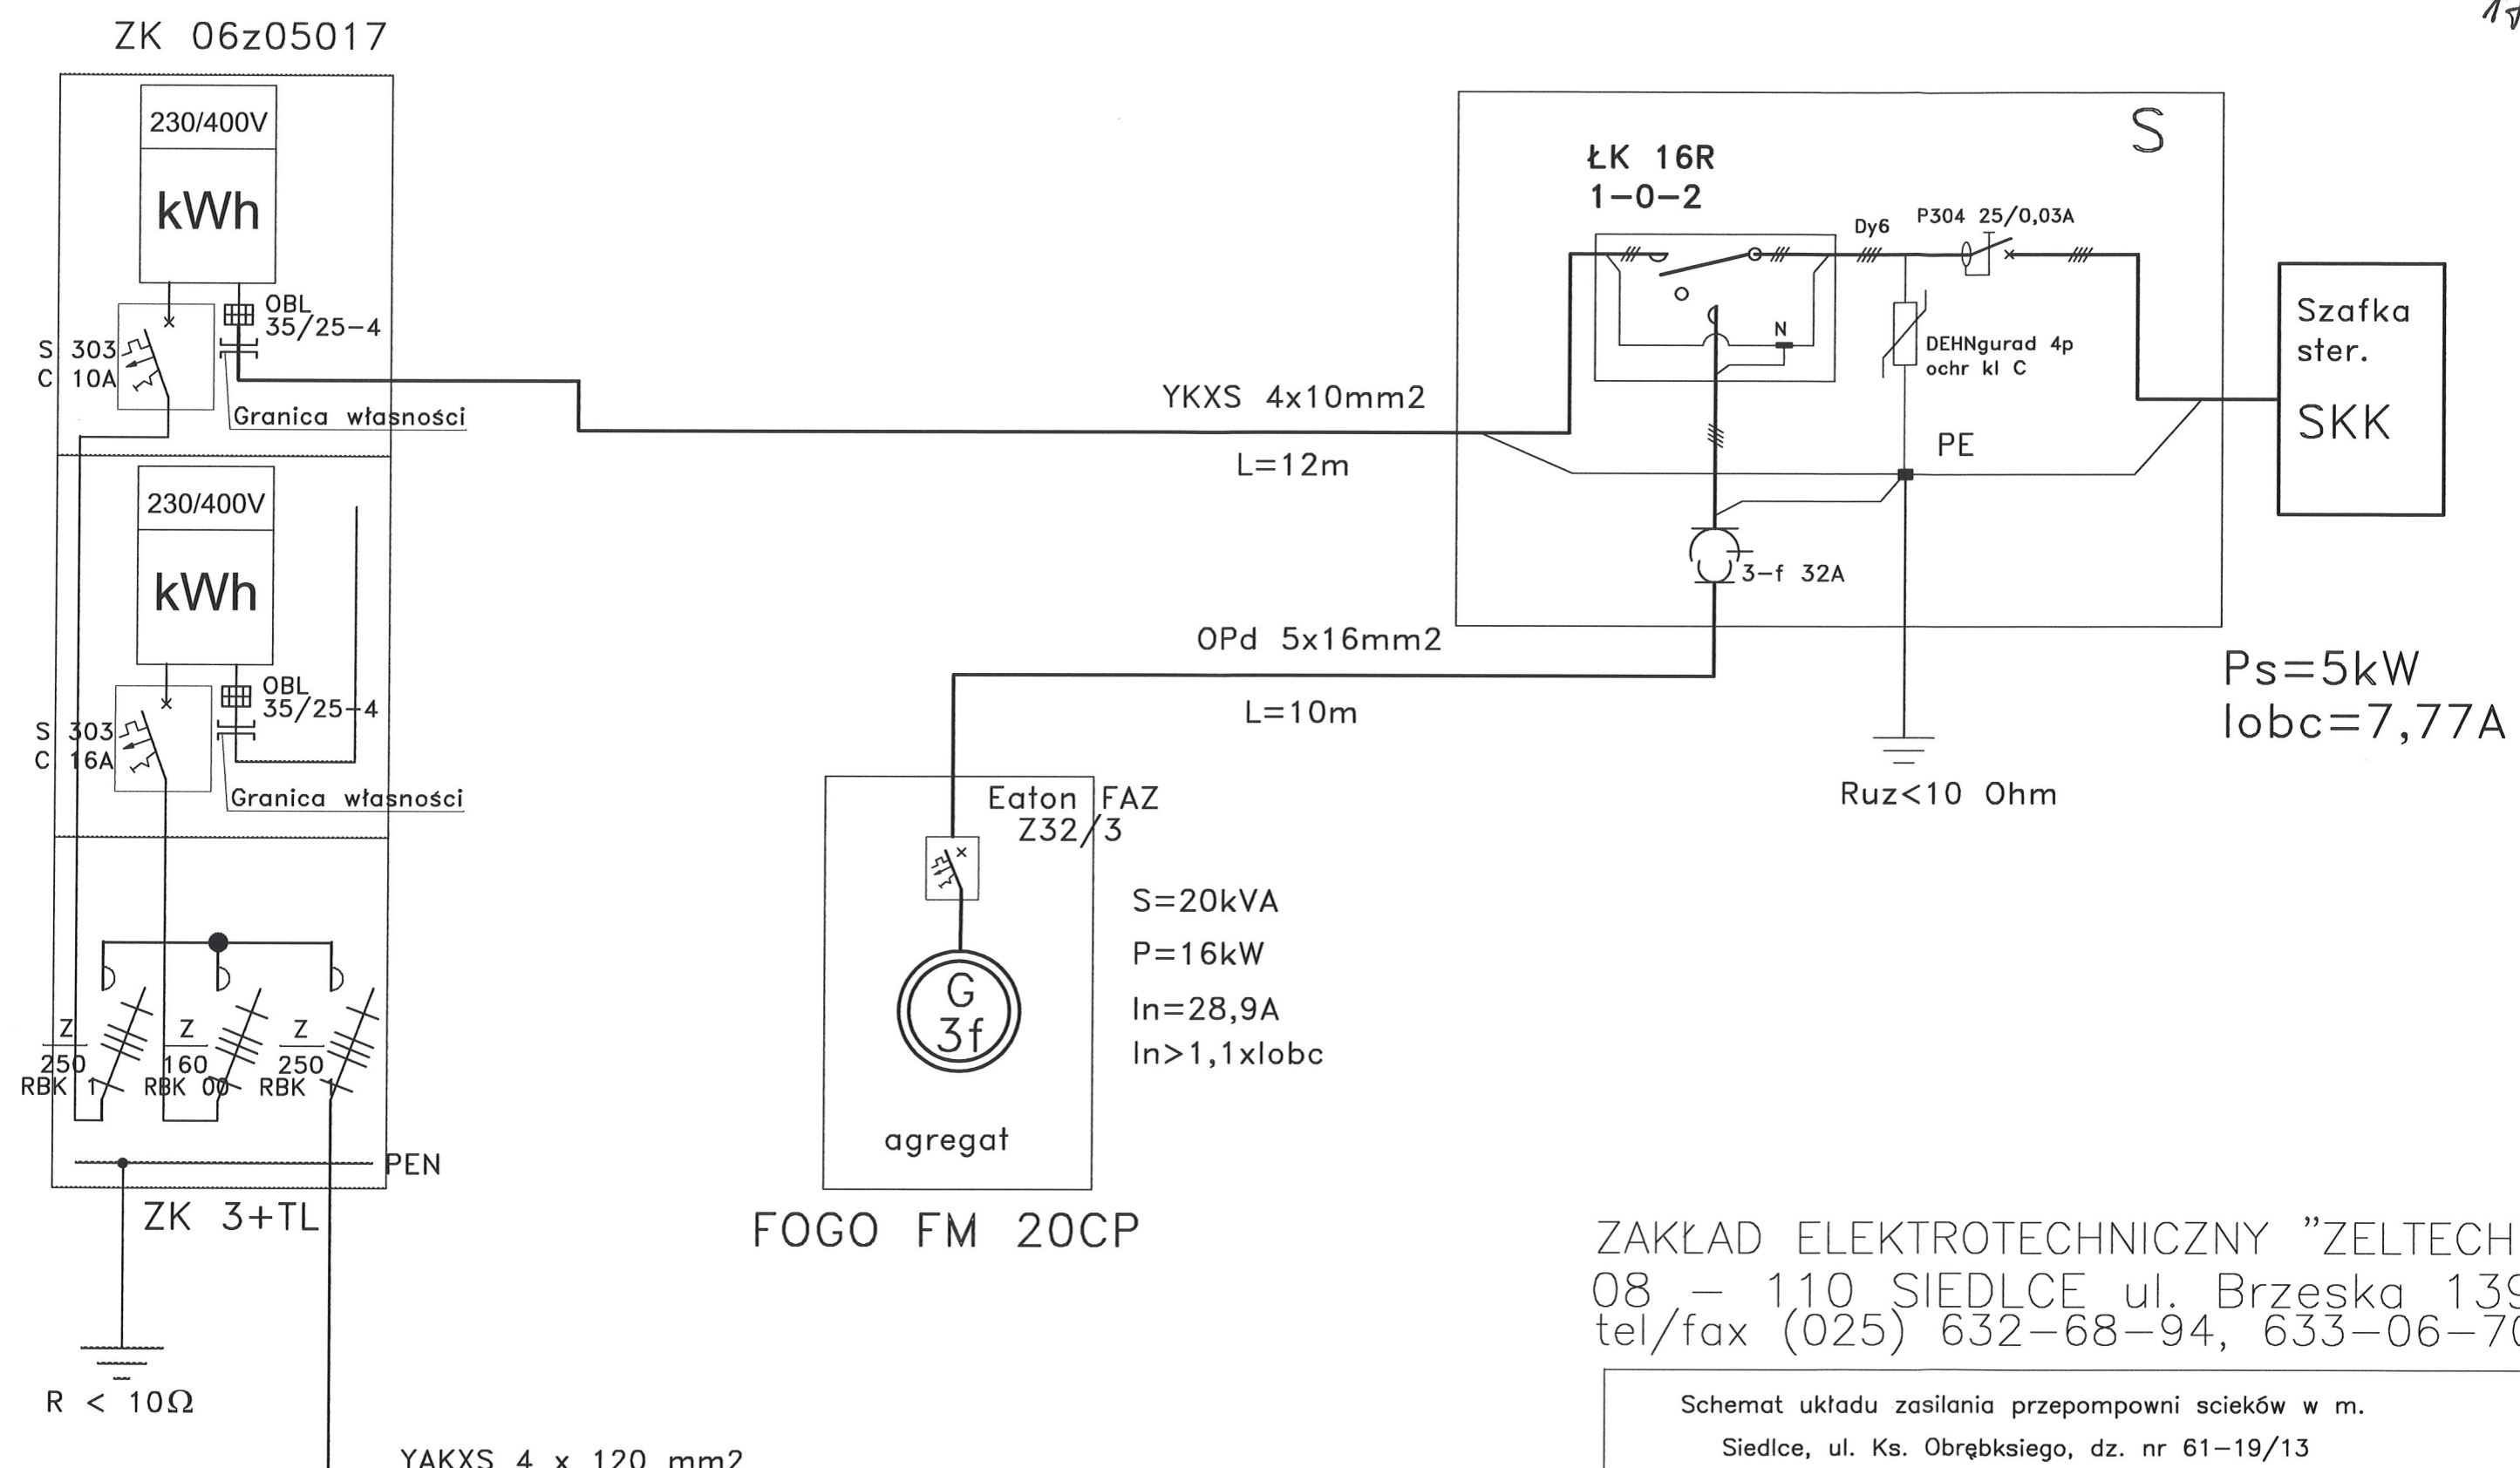 ZK 06z05017
230/400V
kWh
OBL
35/25-4
S 303
C 10A
Granica własności
230/400V
kWh
OBL
35/25-4
S 303
C 16A
Granica własności
Z
250
RBK 1
Z
160
RBK 00
Z
250
RBK 1
PEN
ZK 3+TL
R < 10Ω
YAKXS 4 x 120 mm2
YKXS 4x10mm2
L=12m
OPd 5x16mm2
L=10m
Eaton FAZ
Z32/3
G
3f
agregat
S=20kVA
P=16kW
In=28,9A
In>1,1xIobc
FOGO FM 20CP
S
ŁK 16R
1-0-2
N
Dy6
P304 25/0,03A
DEHNgurad 4p
ochr kl C
PE
3-f 32A
Szafka
ster.
SKK
Ps=5kW
Iobc=7,77A
Ruz<10 Ohm
ZAKŁAD ELEKTROTECHNICZNY "ZELTECH
08 – 110 SIEDLCE ul. Brzeska 139
tel/fax (025) 632-68-94, 633-06-70
Schemat układu zasilania przepompowni scieków w m.
Siedlce, ul. Ks. Obrębksiego, dz. nr 61-19/13